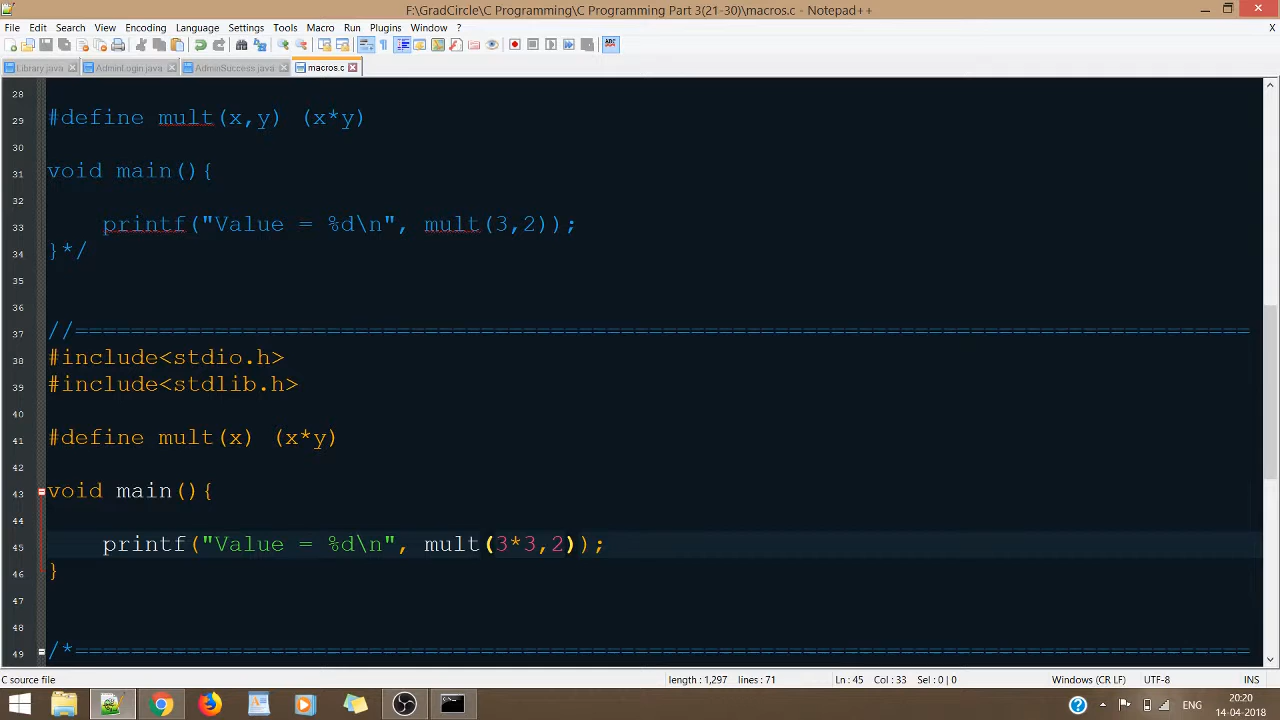 F:\GradCircle\C Programming\C Programming Part 3(21-30)\macros.c - Notepad++
File Edit Search View Encoding Language Settings Tools Macro Run Plugins Window ?
X
Library.java AdminLogin.java AdminSuccess.java macros.c
28
29 #define mult(x,y) (x*y)
30
31 void main(){
32
33 printf("Value = %d\n", mult(3,2));
34 }*/
35
36
37 //====================================================================================
38 #include<stdio.h>
39 #include<stdlib.h>
40
41 #define mult(x) (x*y)
42
43 void main(){
44
45 printf("Value = %d\n", mult(3*3,2));
46 }
47
48
49 /*====================================================================================
C source file length : 1,297 lines : 71 Ln : 45 Col : 33 Sel : 0 | 0 Windows (CR LF) UTF-8 INS
ENG
20:20
14-04-2018